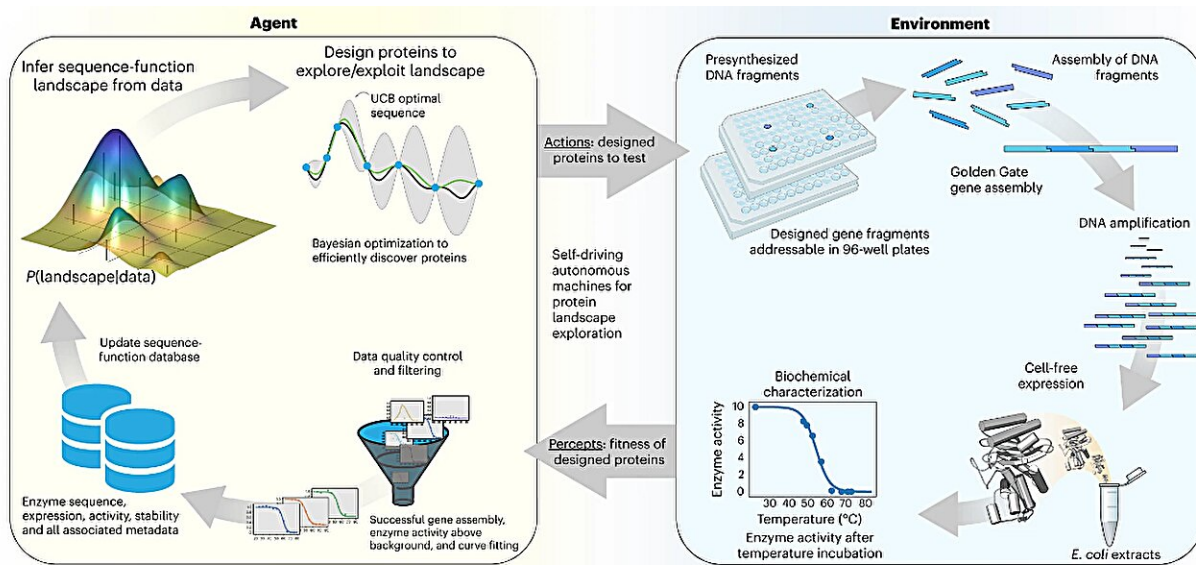 Agent
Infer sequence-function
landscape from data
Design proteins to
explore/exploit landscape
UCB optimal
sequence
Bayesian optimization to
efficiently discover proteins
P(landscape|data)
Update sequence-
function database
Data quality control
and filtering
Enzyme sequence,
expression, activity, stability
and all associated metadata
Successful gene assembly,
enzyme activity above
background, and curve fitting
Actions: designed
proteins to test
Self-driving
autonomous
machines for
protein
landscape
exploration
Percepts: fitness of
designed proteins
Environment
Presynthesized
DNA fragments
Assembly of DNA
fragments
Golden Gate
gene assembly
Designed gene fragments
addressable in 96-well plates
DNA amplification
Cell-free
expression
Biochemical
characterization
Enzyme activity
10
8
6
4
2
0
30 40 50 60 70 80
Temperature (°C)
Enzyme activity after
temperature incubation
E. coli extracts